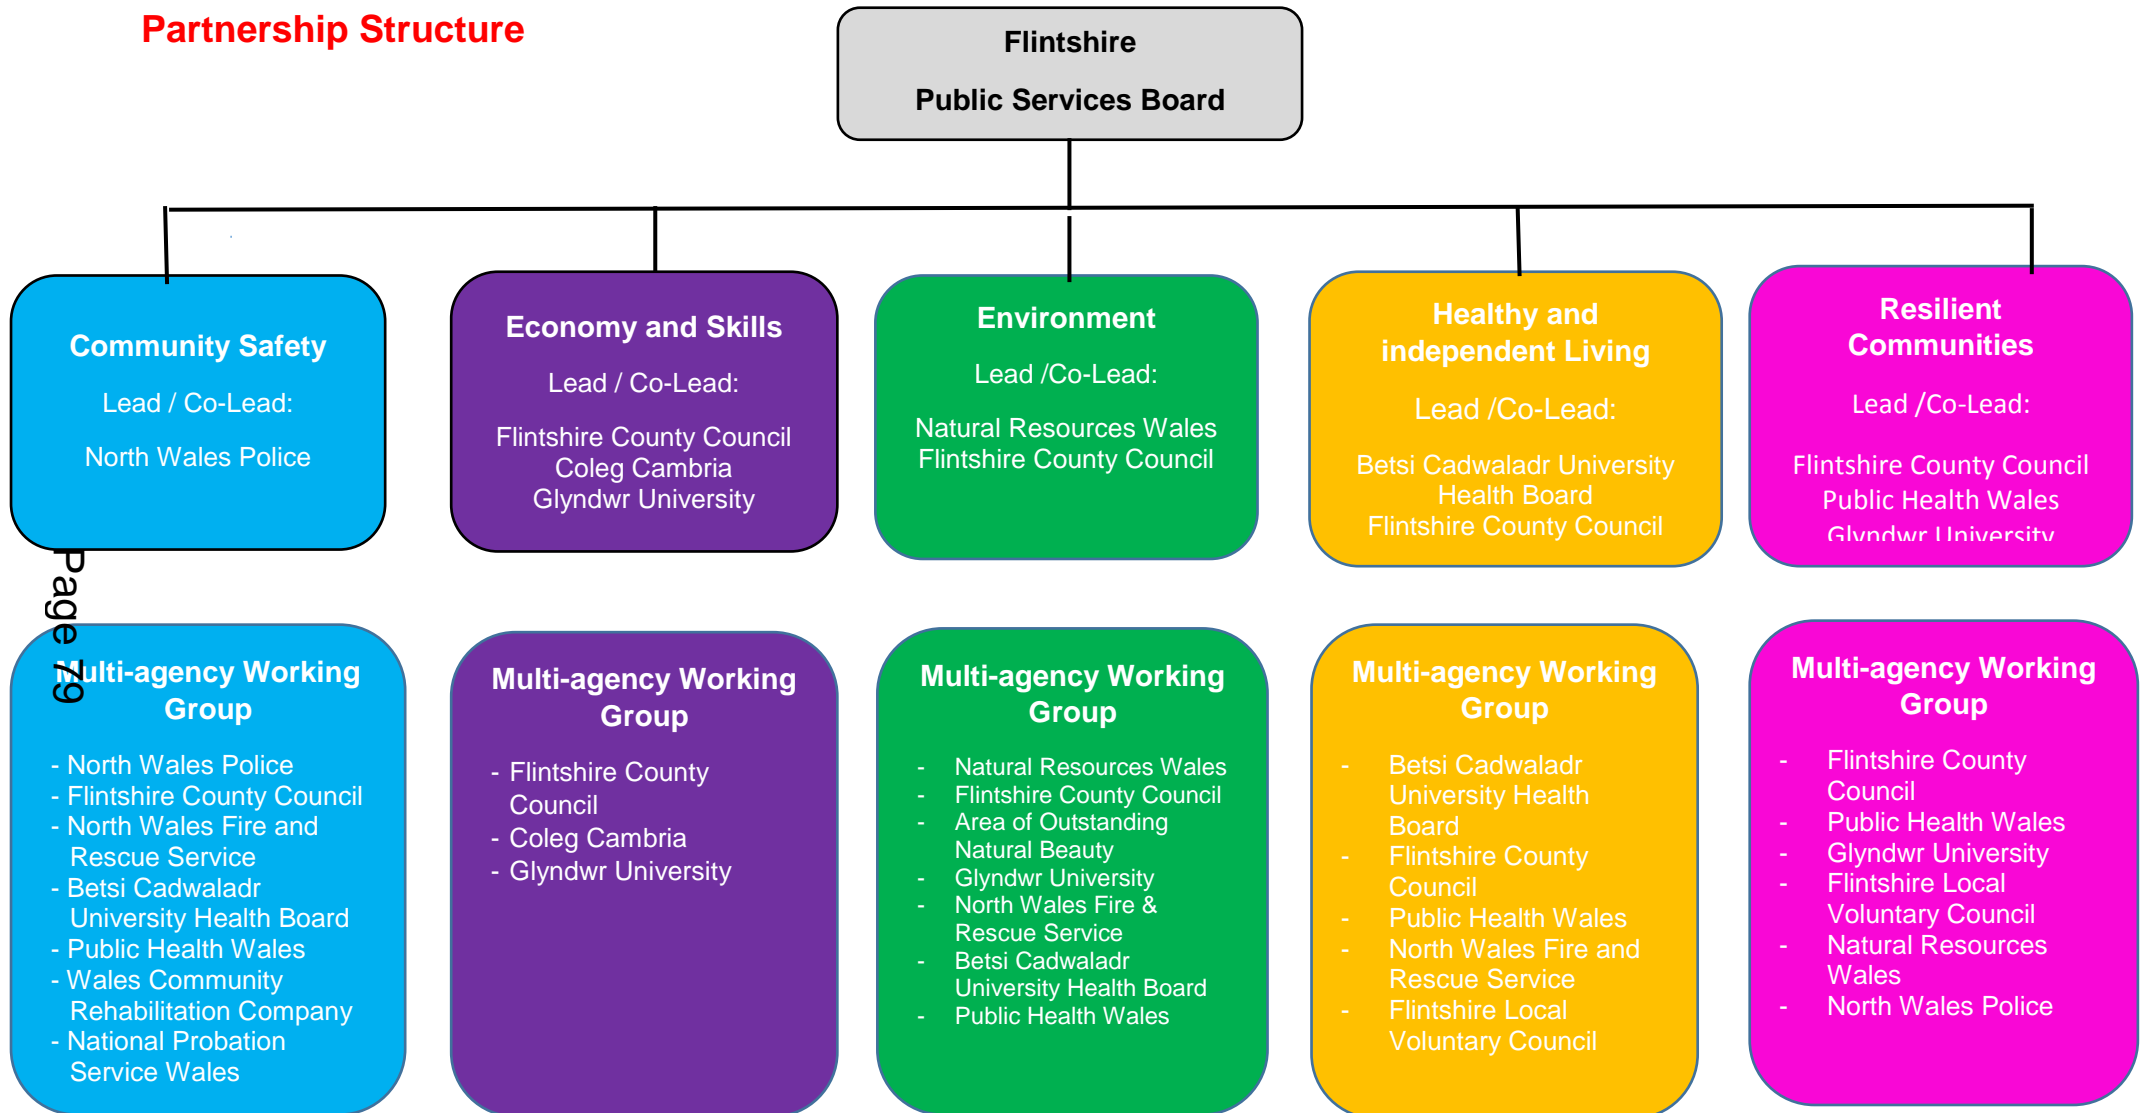 Partnership Structure
Flintshire
Public Services Board
Community Safety
Lead / Co-Lead:
North Wales Police
Economy and Skills
Lead / Co-Lead:
Flintshire County Council
Coleg Cambria
Glyndwr University
Environment
Lead /Co-Lead:
Natural Resources Wales
Flintshire County Council
Healthy and
independent Living
Lead /Co-Lead:
Betsi Cadwaladr University
Health Board
Flintshire County Council
Resilient
Communities
Lead /Co-Lead:
Flintshire County Council
Public Health Wales
Glyndwr University
Page 79
Multi-agency Working
Group
- North Wales Police
- Flintshire County Council
- North Wales Fire and
Rescue Service
- Betsi Cadwaladr
University Health Board
- Public Health Wales
- Wales Community
Rehabilitation Company
- National Probation
Service Wales
Multi-agency Working
Group
- Flintshire County
Council
- Coleg Cambria
- Glyndwr University
Multi-agency Working
Group
- Natural Resources Wales
- Flintshire County Council
- Area of Outstanding
Natural Beauty
- Glyndwr University
- North Wales Fire &
Rescue Service
- Betsi Cadwaladr
University Health Board
- Public Health Wales
Multi-agency Working
Group
- Betsi Cadwaladr
University Health
Board
- Flintshire County
Council
- Public Health Wales
- North Wales Fire and
Rescue Service
- Flintshire Local
Voluntary Council
Multi-agency Working
Group
- Flintshire County
Council
- Public Health Wales
- Glyndwr University
- Flintshire Local
Voluntary Council
- Natural Resources
Wales
- North Wales Police